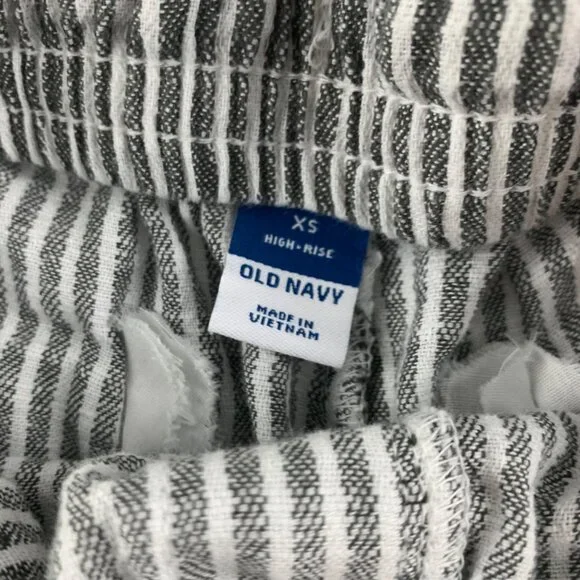 XS
HIGH-RISE
OLD NAVY
MADE IN
VIETNAM